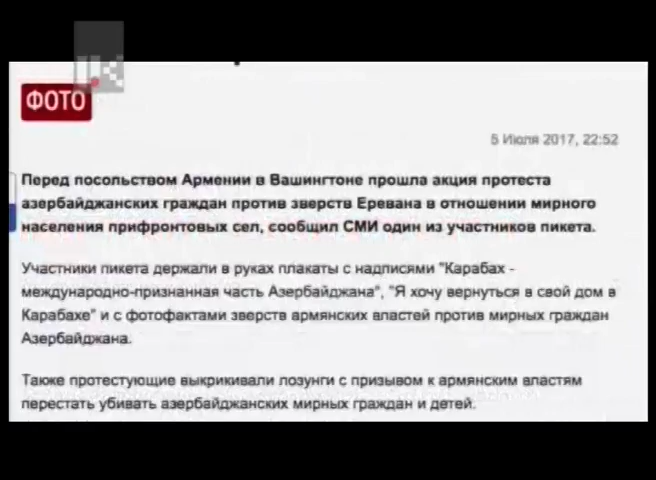 ФОТО
5 Июля 2017, 22:52
Перед посольством Армении в Вашингтоне прошла акция протеста
азербайджанских граждан против зверств Еревана в отношении мирного
населения прифронтовых сел, сообщил СМИ один из участников пикета.
Участники пикета держали в руках плакаты с надписями "Карабах -
международно-признанная часть Азербайджана", "Я хочу вернуться в свой дом в
Карабахе" и с фотофактами зверств армянских властей против мирных граждан
Азербайджана.
Также протестующие выкрикивали лозунги с призывом к армянским властям
перестать убивать азербайджанских мирных граждан и детей.